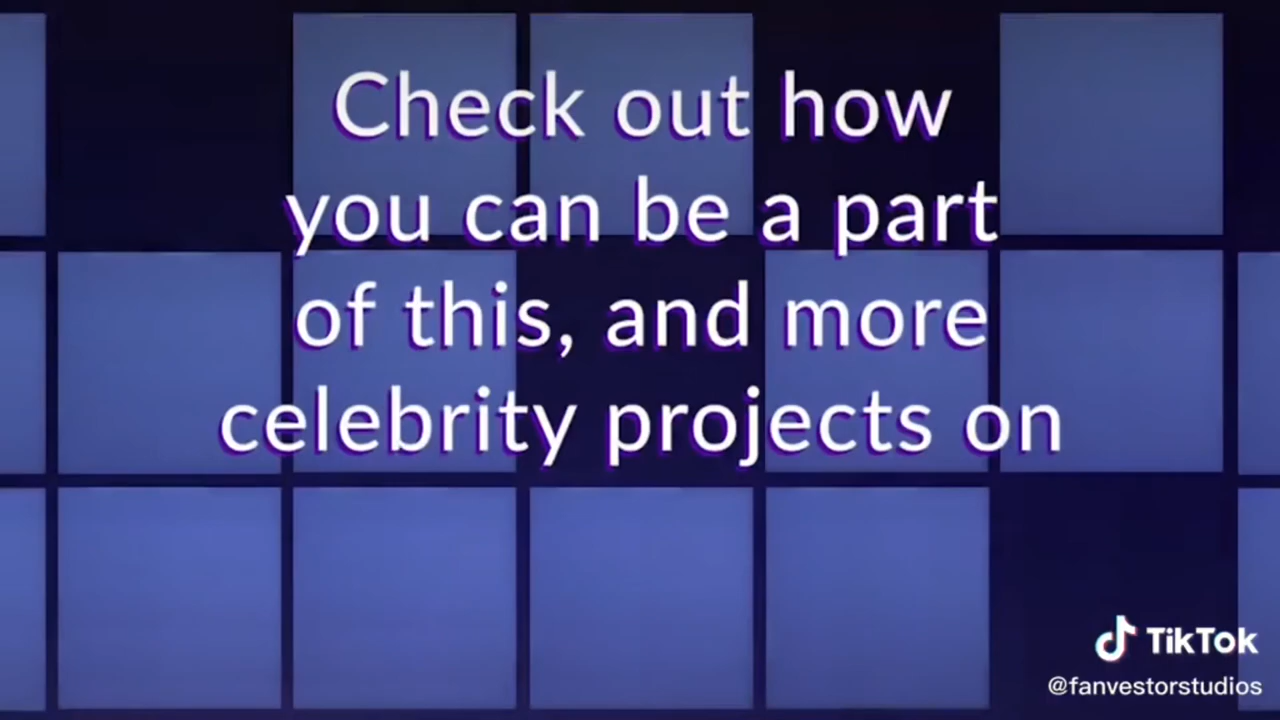 Check out how
you can be a part
of this, and more
celebrity projects on
TikTok
@fanvestorstudios